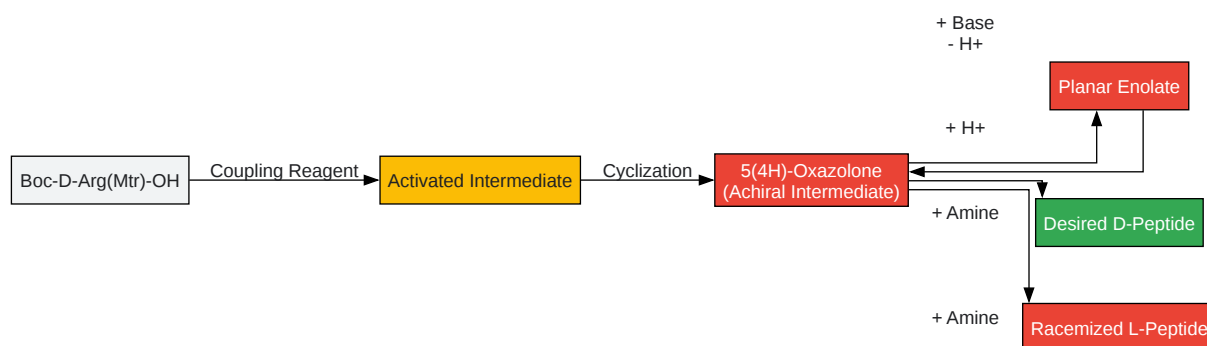 + Base
- H+
Planar Enolate
+ H+
Boc-D-Arg(Mtr)-OH
Coupling Reagent
Activated Intermediate
Cyclization
5(4H)-Oxazolone
(Achiral Intermediate)
+ Amine
Desired D-Peptide
+ Amine
Racemized L-Peptide